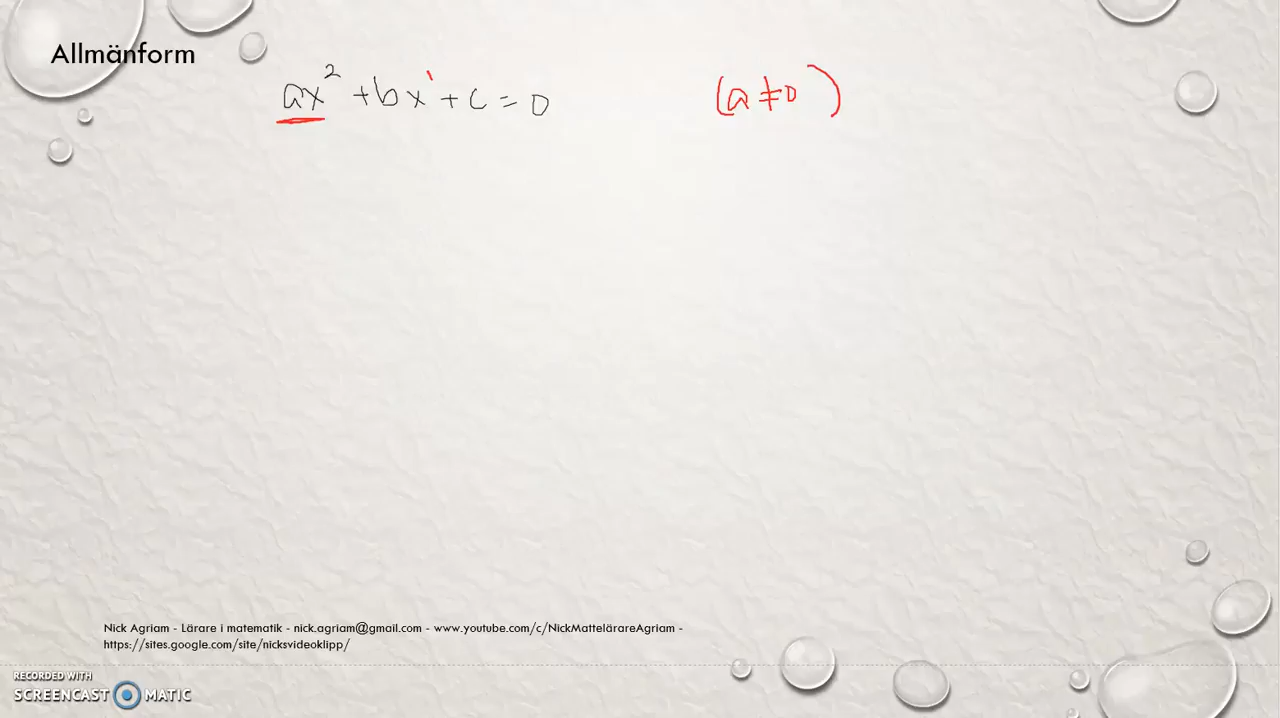 Allmänform
ax² + bx¹ + c = 0 (a ≠ 0)
Nick Agriam - Lärare i matematik - nick.agriam@gmail.com - www.youtube.com/c/NickMattelärareAgriam -
https://sites.google.com/site/nicksvideoklipp/
RECORDED WITH
SCREENCAST MATIC